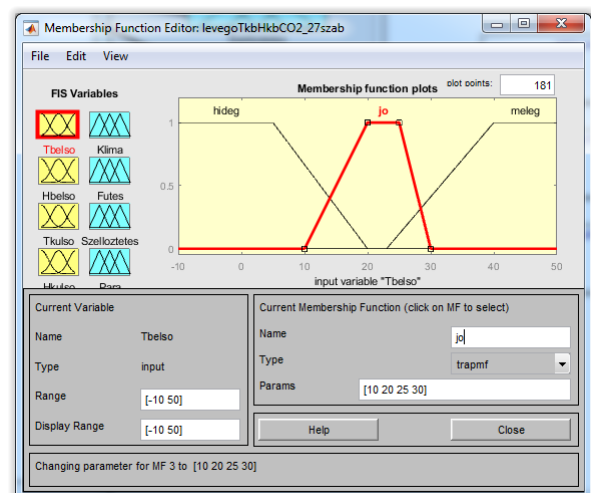 Membership Function Editor: levegoTkbHkbCO2_27szab
File Edit View
FIS Variables
Tbelso Klima
Hbelso Futes
Tkulso Szelloztetes
Hkulso Para
Membership function plots plot points: 181
hideg jo meleg
1
0.5
0
-10 0 10 20 30 40 50
input variable "Tbelso"
Current Variable
Name Tbelso
Type input
Range [-10 50]
Display Range [-10 50]
Current Membership Function (click on MF to select)
Name jo
Type trapmf
Params [10 20 25 30]
Help Close
Changing parameter for MF 3 to [10 20 25 30]